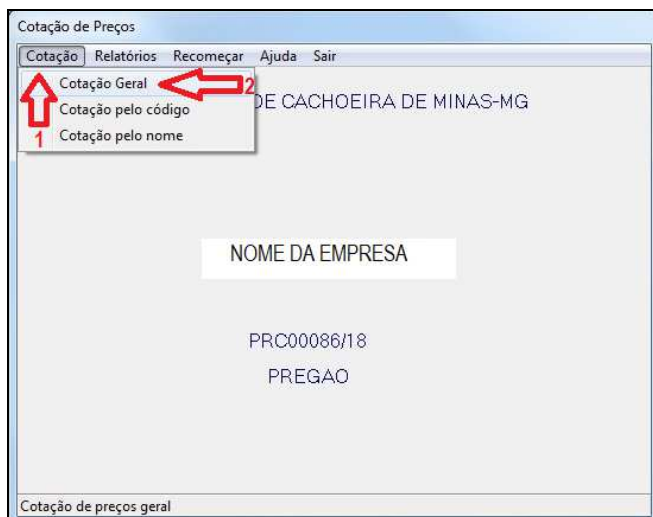 Cotação de Preços
Cotação Relatórios Recomeçar Ajuda Sair
Cotação Geral 2
DE CACHOEIRA DE MINAS-MG
Cotação pelo código
1 Cotação pelo nome
NOME DA EMPRESA
PRC00086/18
PREGAO
Cotação de preços geral